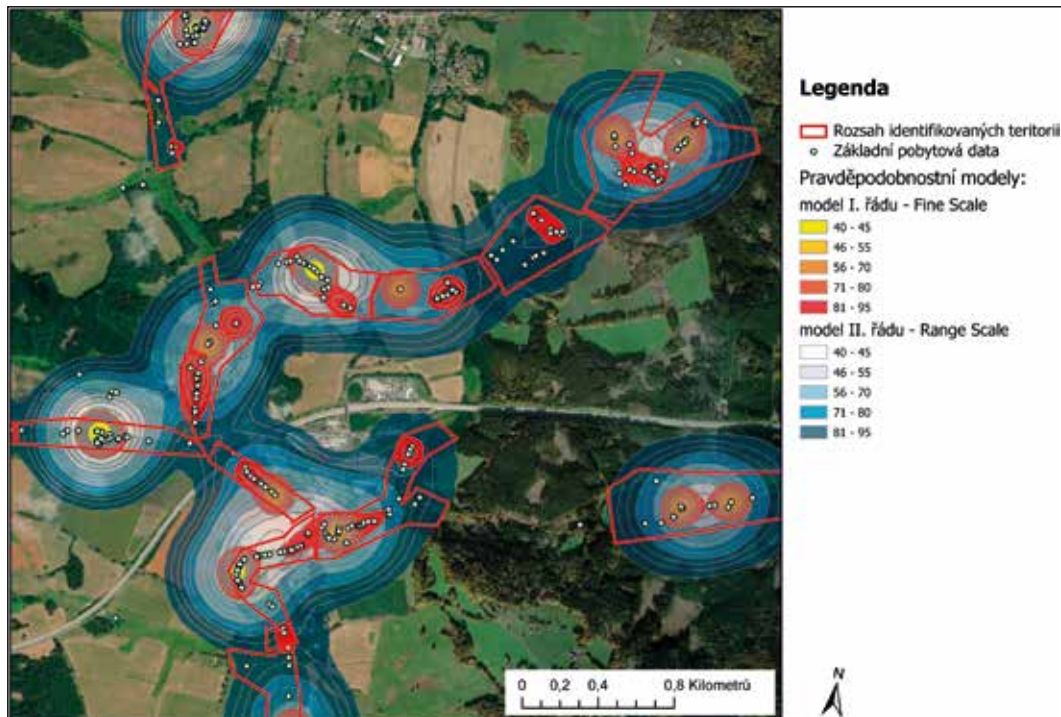 Legenda
Rozsah identifikovaných teritorií
Základní pobytová data
Pravděpodobnostní modely:
model I. řádu - Fine Scale
40 - 45
46 - 55
56 - 70
71 - 80
81 - 95
model II. řádu - Range Scale
40 - 45
46 - 55
56 - 70
71 - 80
81 - 95
0 0,2 0,4 0,8 Kilometrů
N